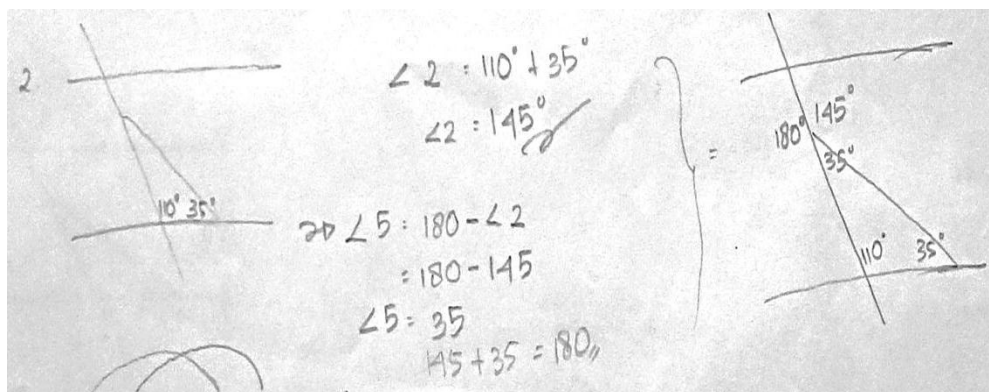 2
110° 35°
∠2 : 110° + 35°
∠2 : 145°
∠5 : 180 - ∠2
: 180 - 145
∠5 : 35
145 + 35 = 180,,
=
145°
180°
35°
110° 35°